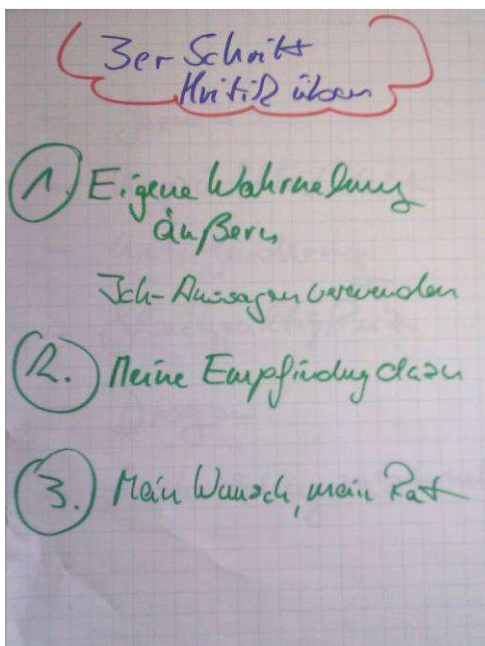 3er Schritt
Kritik üben
1. Eigene Wahrnehmung
äußern
Ich-Aussagen verwenden
2. Meine Empfindung dazu
3. Mein Wunsch, mein Rat